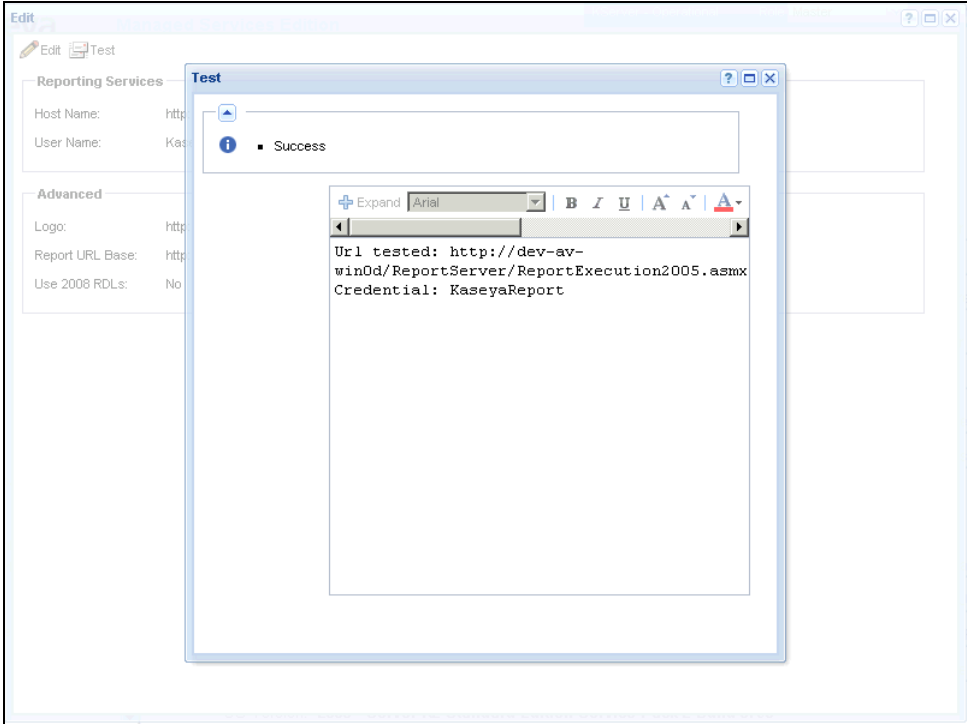 Edit
Edit Test
Reporting Services
Host Name: http
User Name: Kas
Advanced
Logo: http
Report URL Base: http
Use 2008 RDLs: No
Test
Success
Expand Arial B I U A A A
Url tested: http://dev-av-
win0d/ReportServer/ReportExecution2005.asmx
Credential: KaseyaReport